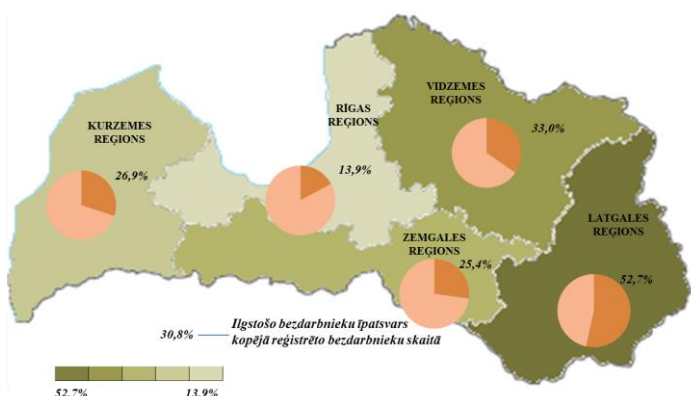 VIDZEMES
REĢIONS
33,0%
RĪGAS
REĢIONS
13,9%
KURZEMES
REĢIONS
26,9%
LATGALES
REĢIONS
52,7%
ZEMGALES
REĢIONS
25,4%
30,8%
Ilgstošo bezdarbnieku īpatsvars
kopējā reģistrēto bezdarbnieku skaitā
52,7%
13,9%